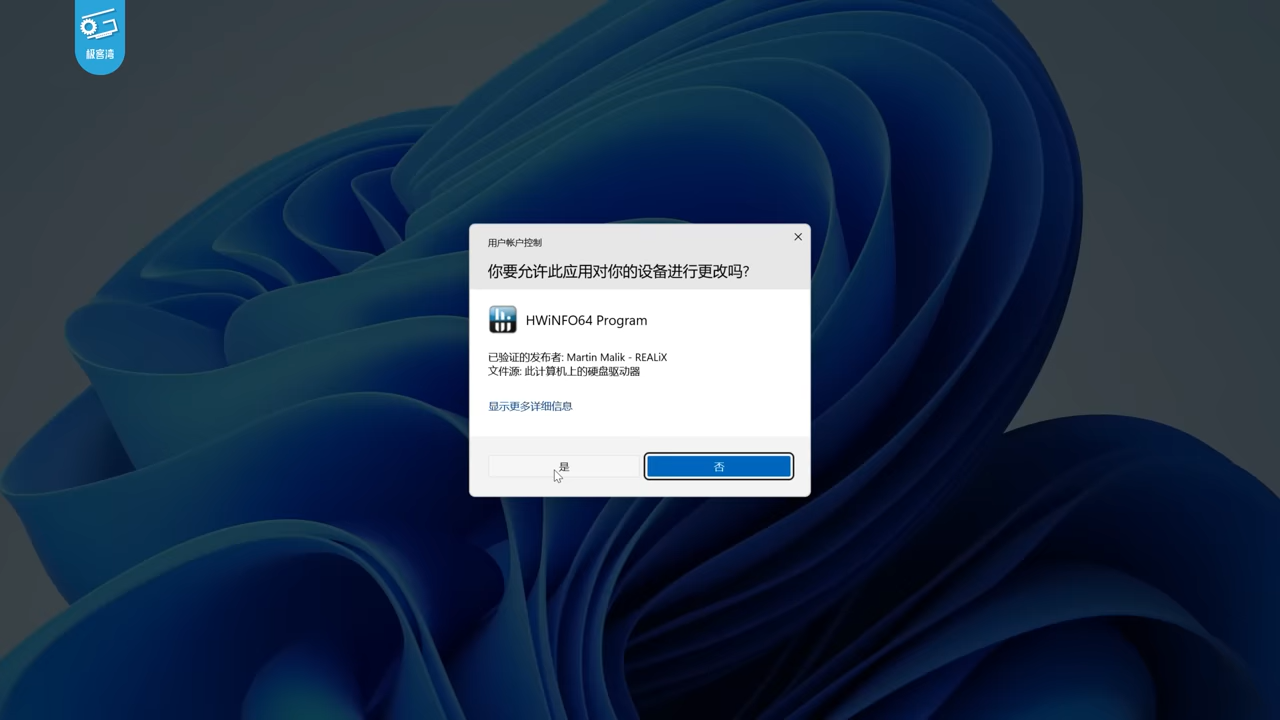 极客湾
用户帐户控制
你要允许此应用对你的设备进行更改吗?
HWiNFO64 Program
已验证的发布者: Martin Malik - REALiX
文件源: 此计算机上的硬盘驱动器
显示更多详细信息
是
否